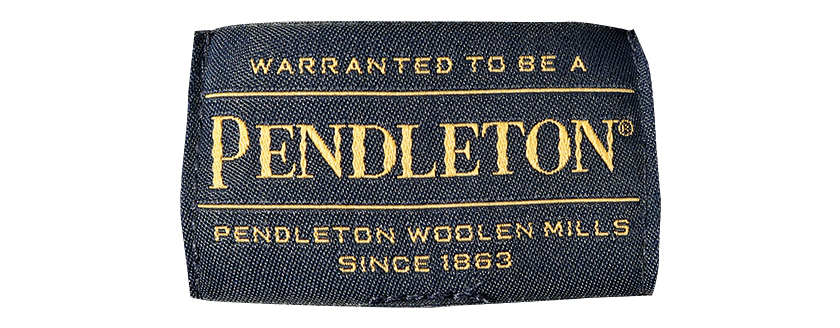 WARRANTED TO BE A
PENDLETON®
PENDLETON WOOLEN MILLS
SINCE 1863